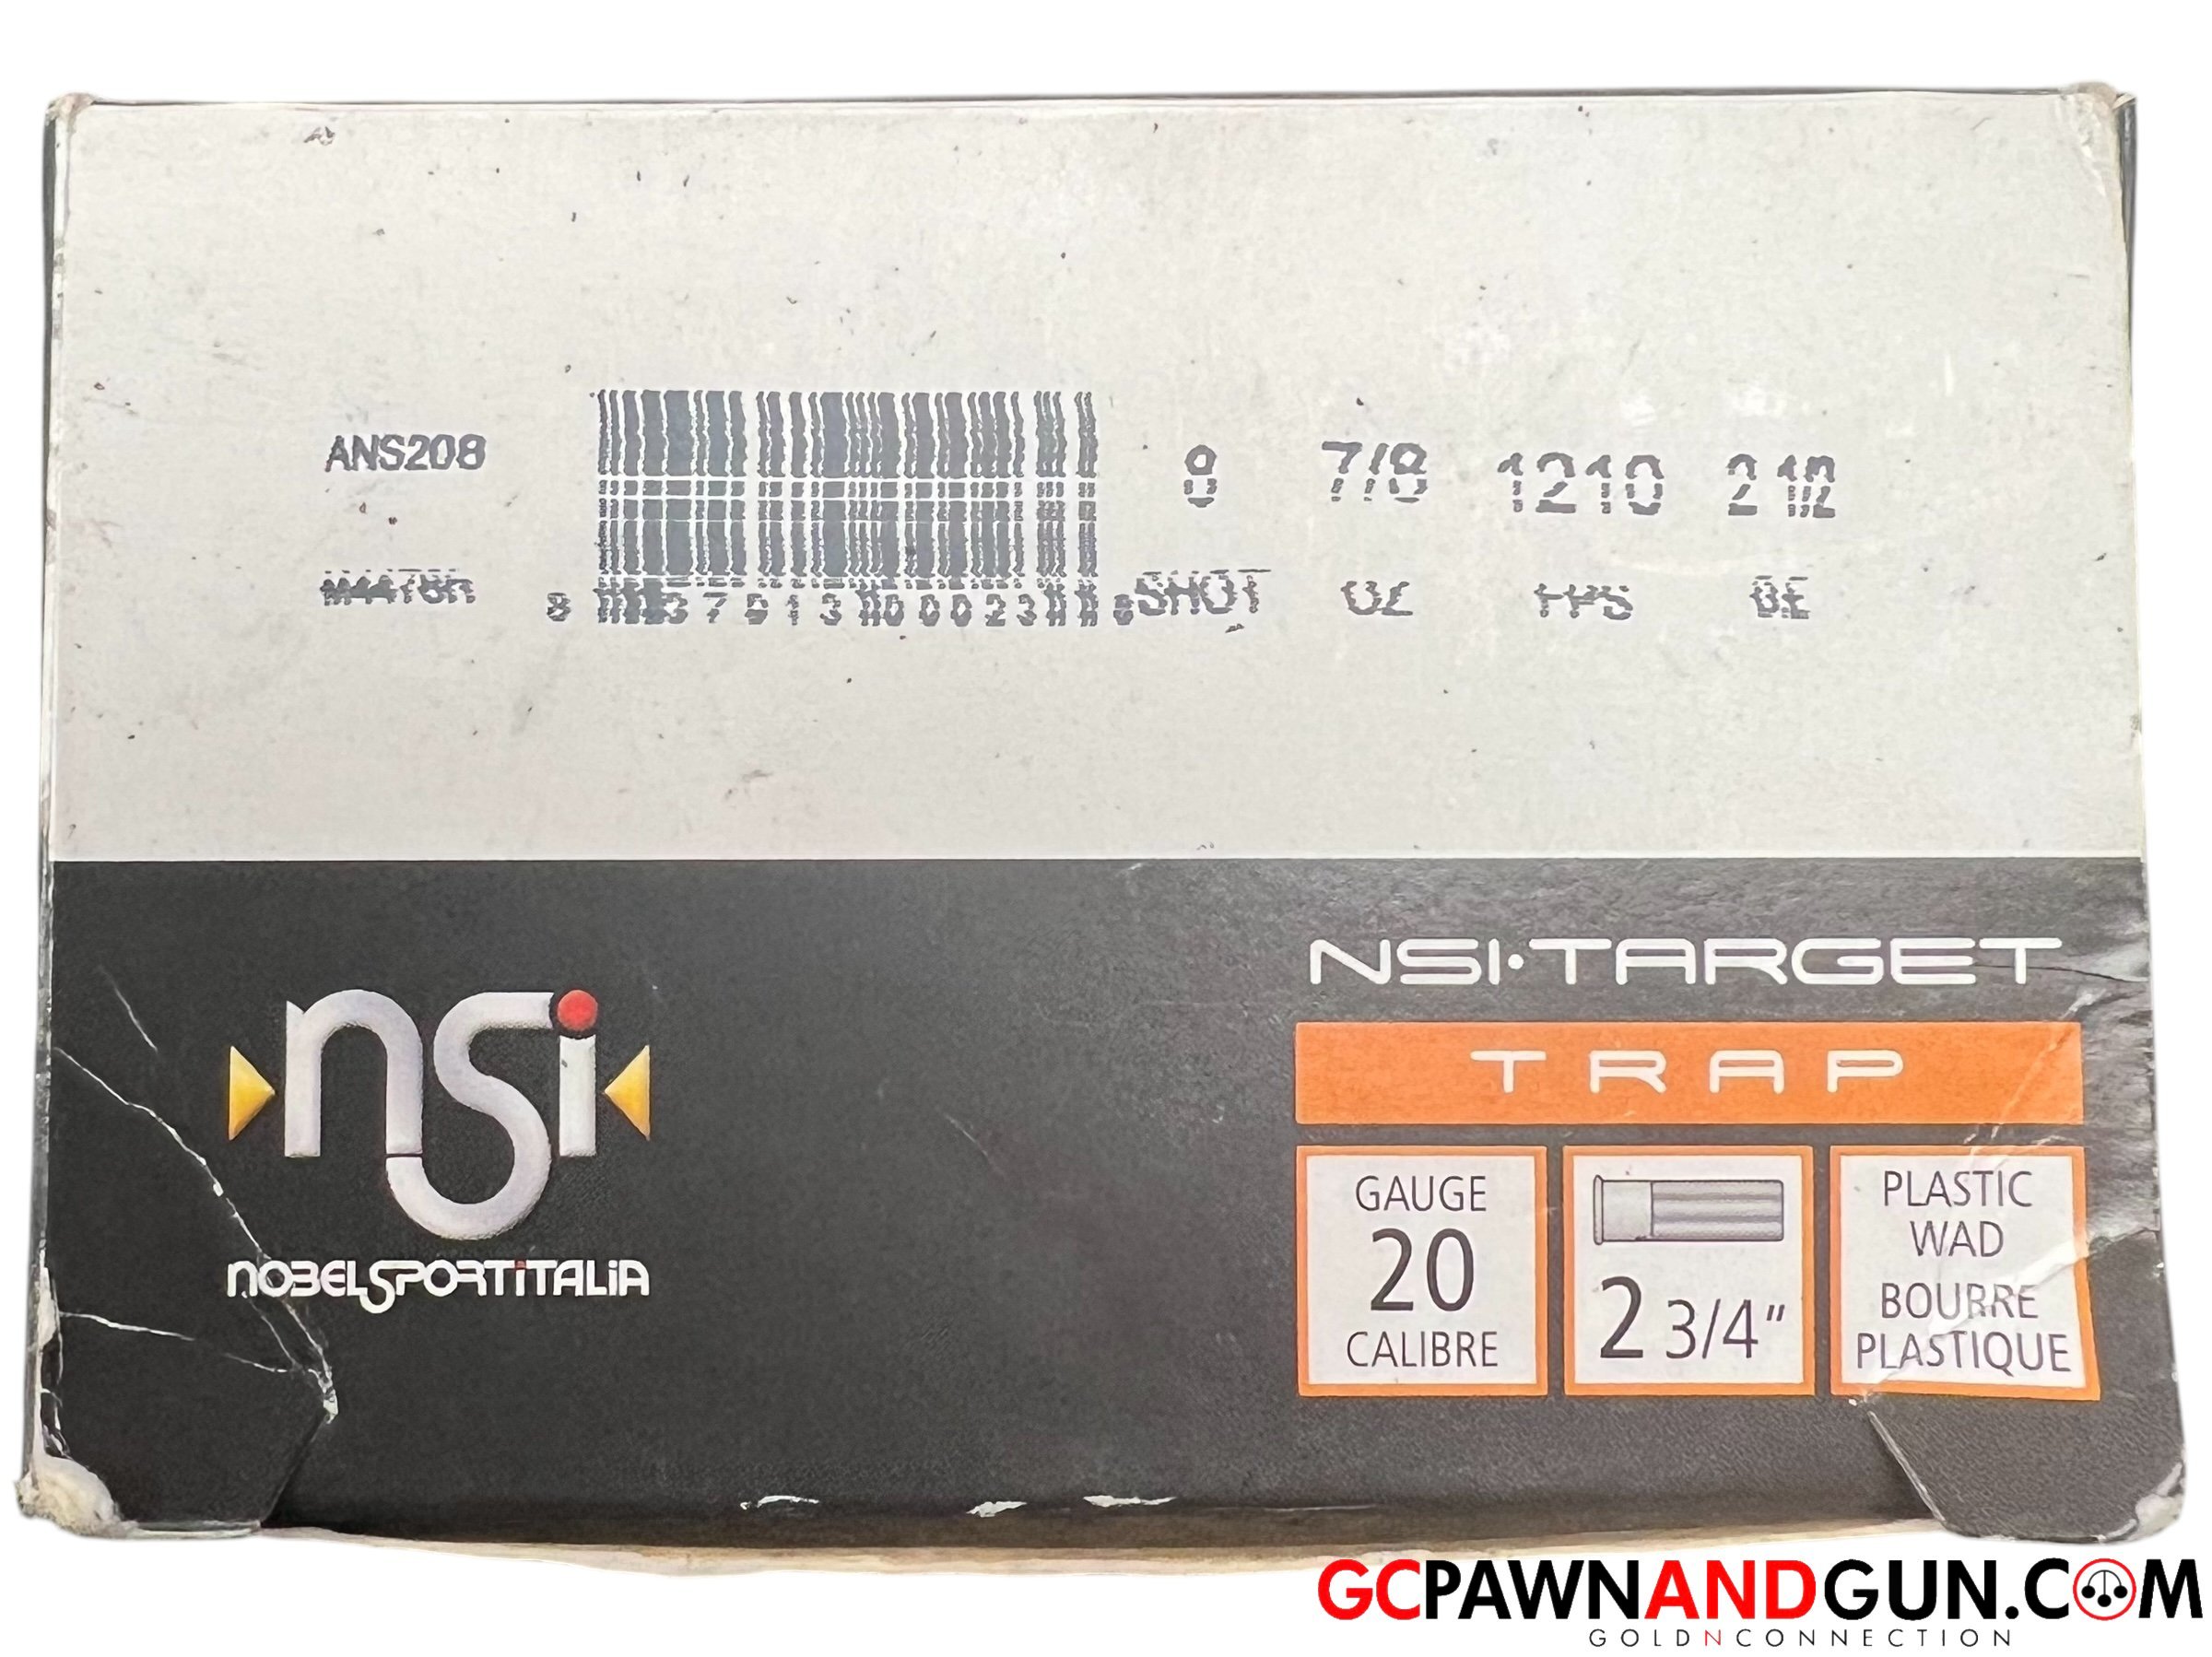 ANS208
8 7/8 1210 2 1/2
SHOT OZ FPS DE
nsi
NOBELSPORTITALIA
NSI·TARGET
TRAP
GAUGE
20
CALIBRE
2 3/4"
PLASTIC
WAD
BOURRE
PLASTIQUE
GCPAWNANDGUN.COM
GOLDNCONNECTION